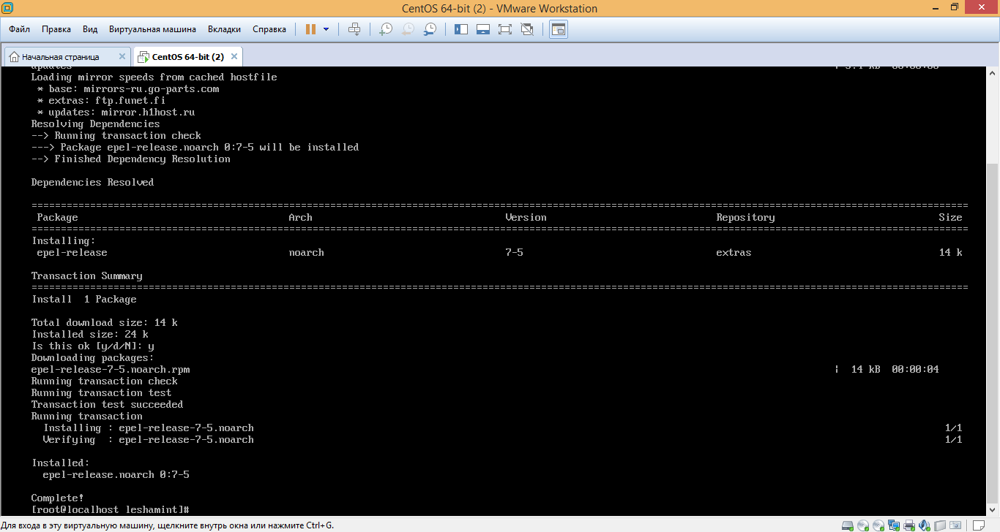 CentOS 64-bit (2) - VMware Workstation
Файл Правка Вид Виртуальная машина Вкладки Справка
Начальная страница CentOS 64-bit (2)
updates
Loading mirror speeds from cached hostfile
* base: mirrors-ru.go-parts.com
* extras: ftp.funet.fi
* updates: mirror.h1host.ru
Resolving Dependencies
--> Running transaction check
---> Package epel-release.noarch 0:7-5 will be installed
--> Finished Dependency Resolution
Dependencies Resolved
Package Arch Version Repository Size
Installing:
epel-release noarch 7-5 extras 14 k
Transaction Summary
Install 1 Package
Total download size: 14 k
Installed size: 24 k
Is this ok [y/d/N]: y
Downloading packages:
epel-release-7-5.noarch.rpm | 14 kB 00:00:04
Running transaction check
Running transaction test
Transaction test succeeded
Running transaction
Installing : epel-release-7-5.noarch 1/1
Verifying : epel-release-7-5.noarch 1/1
Installed:
epel-release.noarch 0:7-5
Complete!
[root@localhost leshamint]#
Для входа в эту виртуальную машину, щелкните внутрь окна или нажмите Ctrl+G.